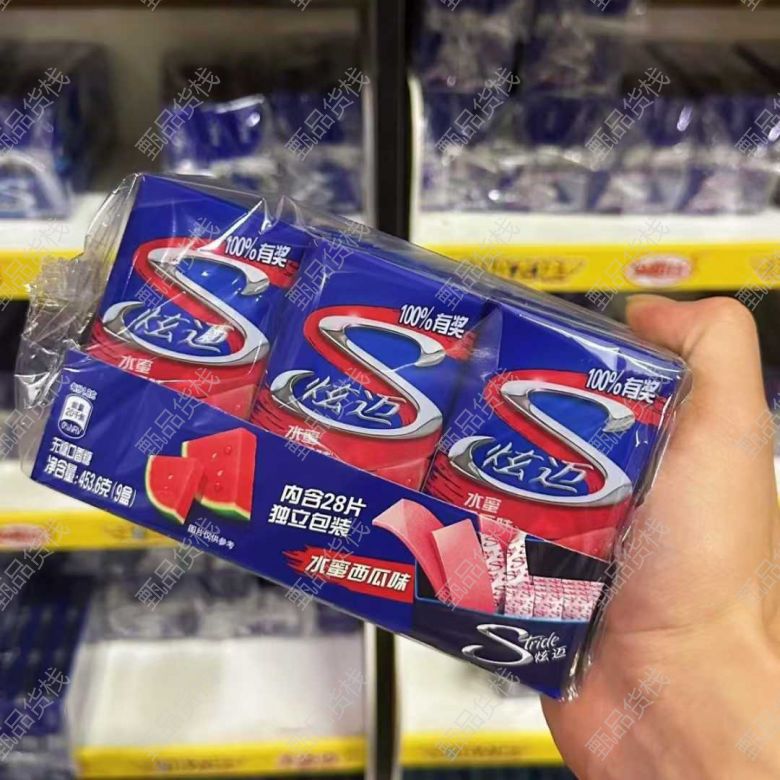 甄品货栈
100%有奖
炫迈
水蜜
100%有奖
炫迈
水蜜
100%有奖
炫迈
水蜜
味
无糖口香糖
净含量:453.6克(9盒)
图片仅供参考
内含28片
独立包装
水蜜西瓜味
Stride
炫迈